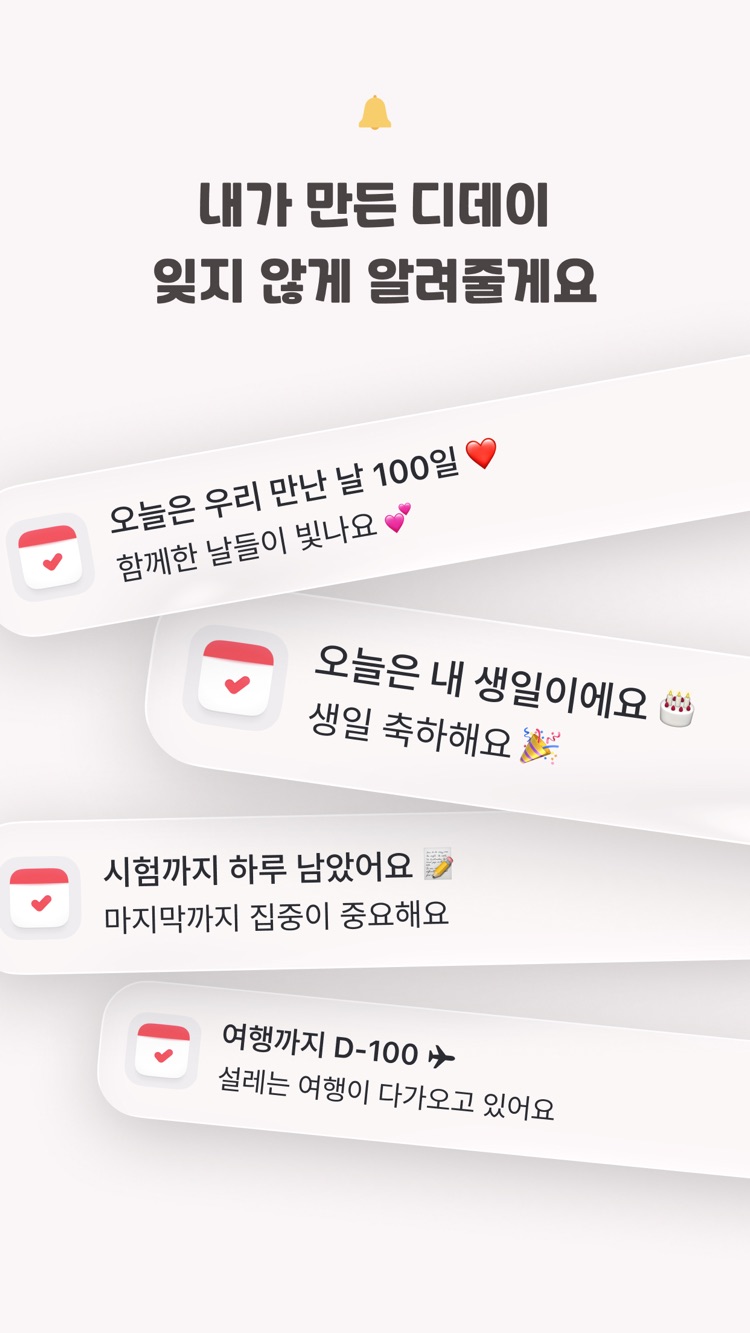 내가 만든 디데이
잊지 않게 알려줄게요
오늘은 우리 만난 날 100일 ❤️
함께한 날들이 빛나요 💕
오늘은 내 생일이에요 🎂
생일 축하해요 🎉
시험까지 하루 남았어요 📝
마지막까지 집중이 중요해요
여행까지 D-100 ✈
설레는 여행이 다가오고 있어요